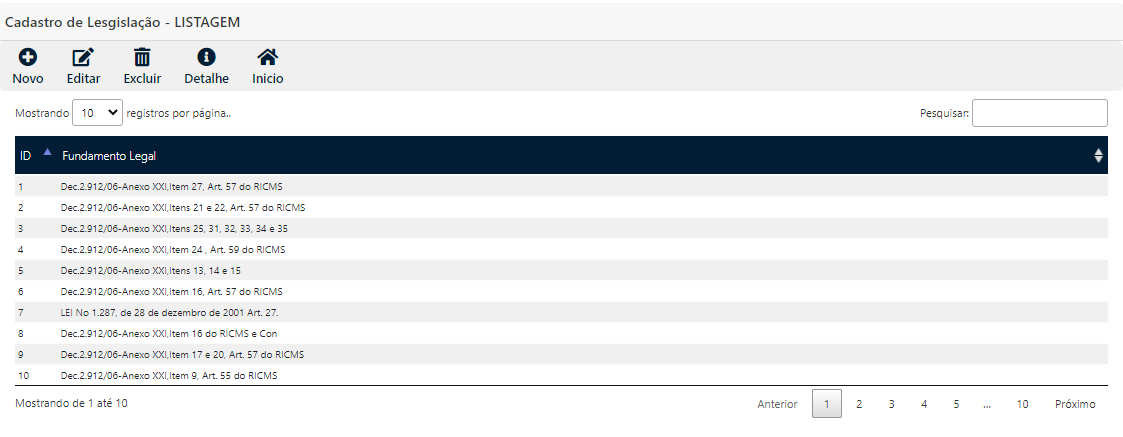 Cadastro de Lesgislação - LISTAGEM
Novo Editar Excluir Detalhe Inicio
Mostrando 10 registros por página.. Pesquisar:
ID Fundamento Legal
1 Dec.2.912/06-Anexo XXI,Item 27, Art. 57 do RICMS
2 Dec.2.912/06-Anexo XXI,Itens 21 e 22, Art. 57 do RICMS
3 Dec.2.912/06-Anexo XXI,Itens 25, 31, 32, 33, 34 e 35
4 Dec.2.912/06-Anexo XXI,Item 24 , Art. 59 do RICMS
5 Dec.2.912/06-Anexo XXI,Itens 13, 14 e 15
6 Dec.2.912/06-Anexo XXI,Item 16, Art. 57 do RICMS
7 LEI No 1.287, de 28 de dezembro de 2001 Art. 27.
8 Dec.2.912/06-Anexo XXI,Item 16 do RICMS e Con
9 Dec.2.912/06-Anexo XXI,Item 17 e 20, Art. 57 do RICMS
10 Dec.2.912/06-Anexo XXI,Item 9, Art. 55 do RICMS
Mostrando de 1 até 10 Anterior 1 2 3 4 5 ... 10 Próximo